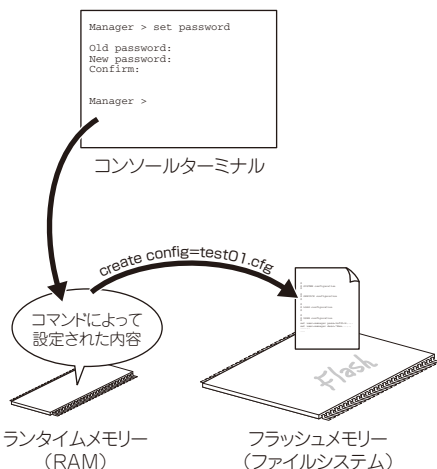 Manager > set password
Old password:
New password:
Confirm:
Manager >
コンソールターミナル
create config=test01.cfg
コマンドによって
設定された内容
Flash
ランタイムメモリー
（RAM）
フラッシュメモリー
（ファイルシステム）